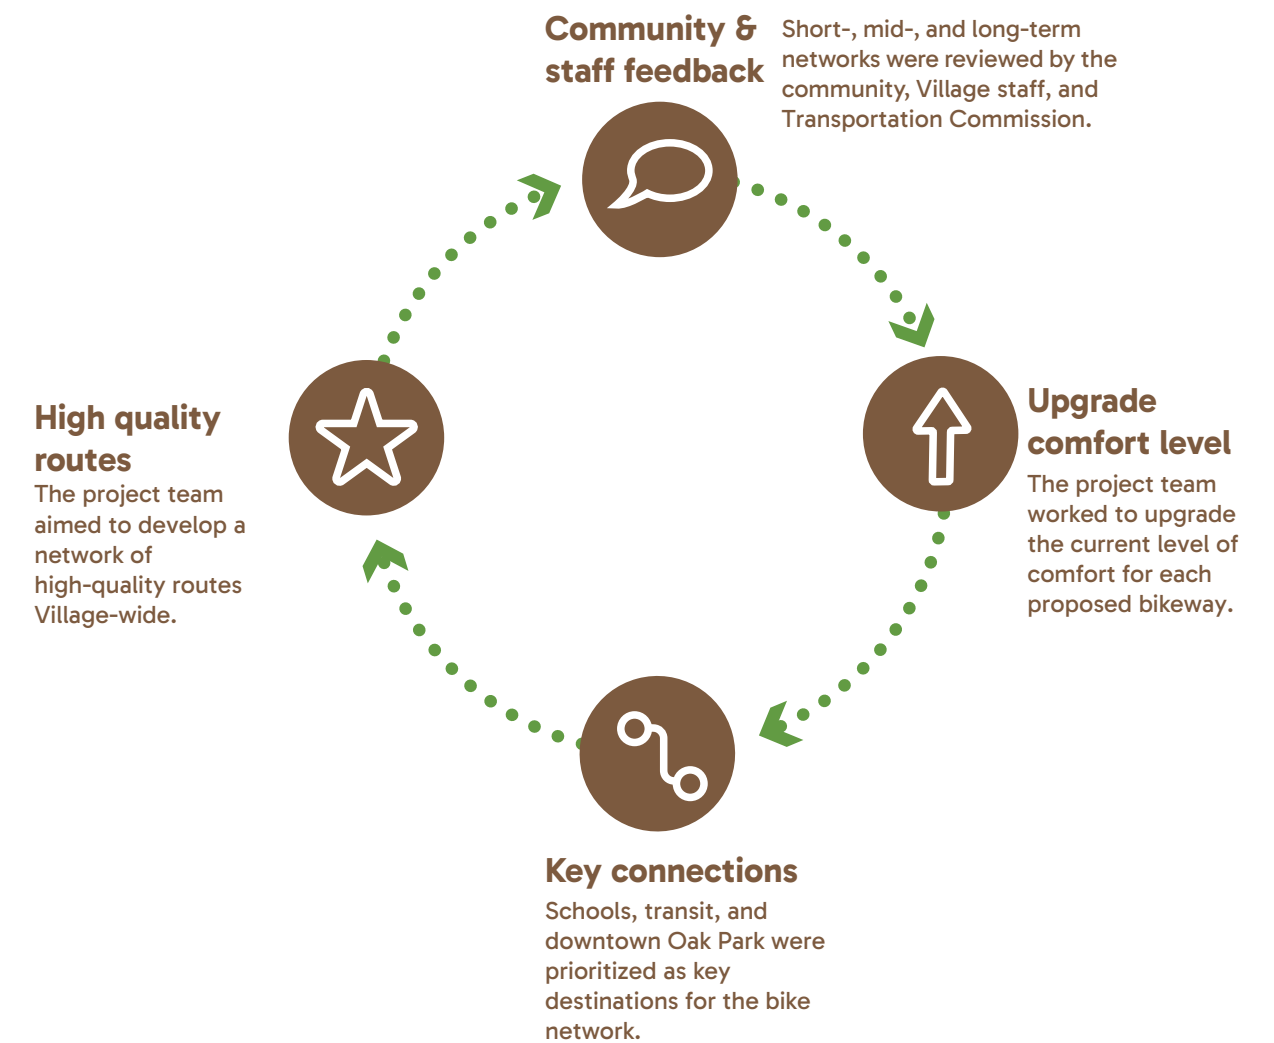 Community &
staff feedback
Short-, mid-, and long-term
networks were reviewed by the
community, Village staff, and
Transportation Commission.
Upgrade
comfort level
The project team
worked to upgrade
the current level of
comfort for each
proposed bikeway.
Key connections
Schools, transit, and
downtown Oak Park were
prioritized as key
destinations for the bike
network.
High quality
routes
The project team
aimed to develop a
network of
high-quality routes
Village-wide.